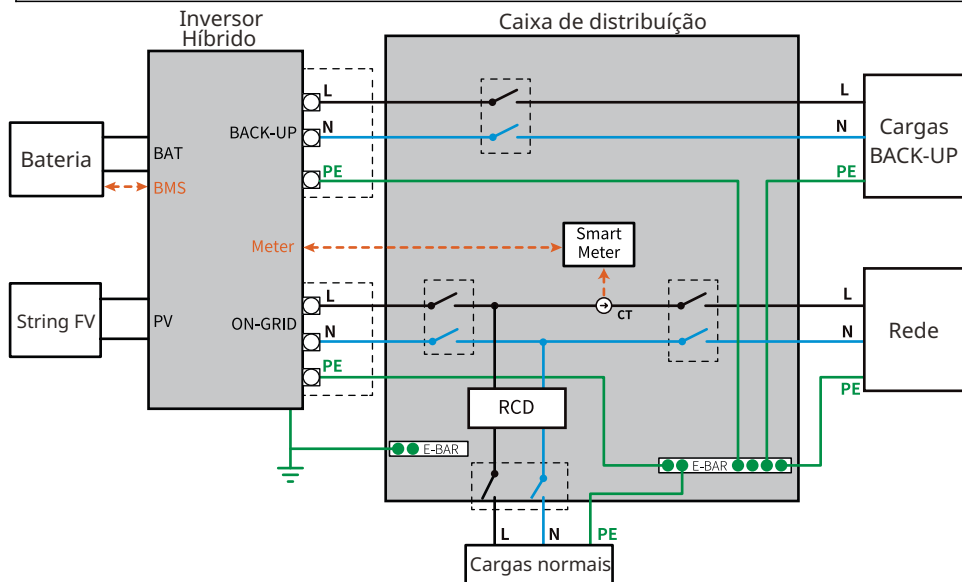 Inversor
Híbrido
Caixa de distribuíção
L
L
BACK-UP
N
N
Cargas
BACK-UP
Bateria
BAT
PE
PE
BMS
Smart
Meter
Meter
L
L
String FV
PV
ON-GRID
CT
N
N
Rede
PE
PE
RCD
E-BAR
E-BAR
L
N
PE
Cargas normais